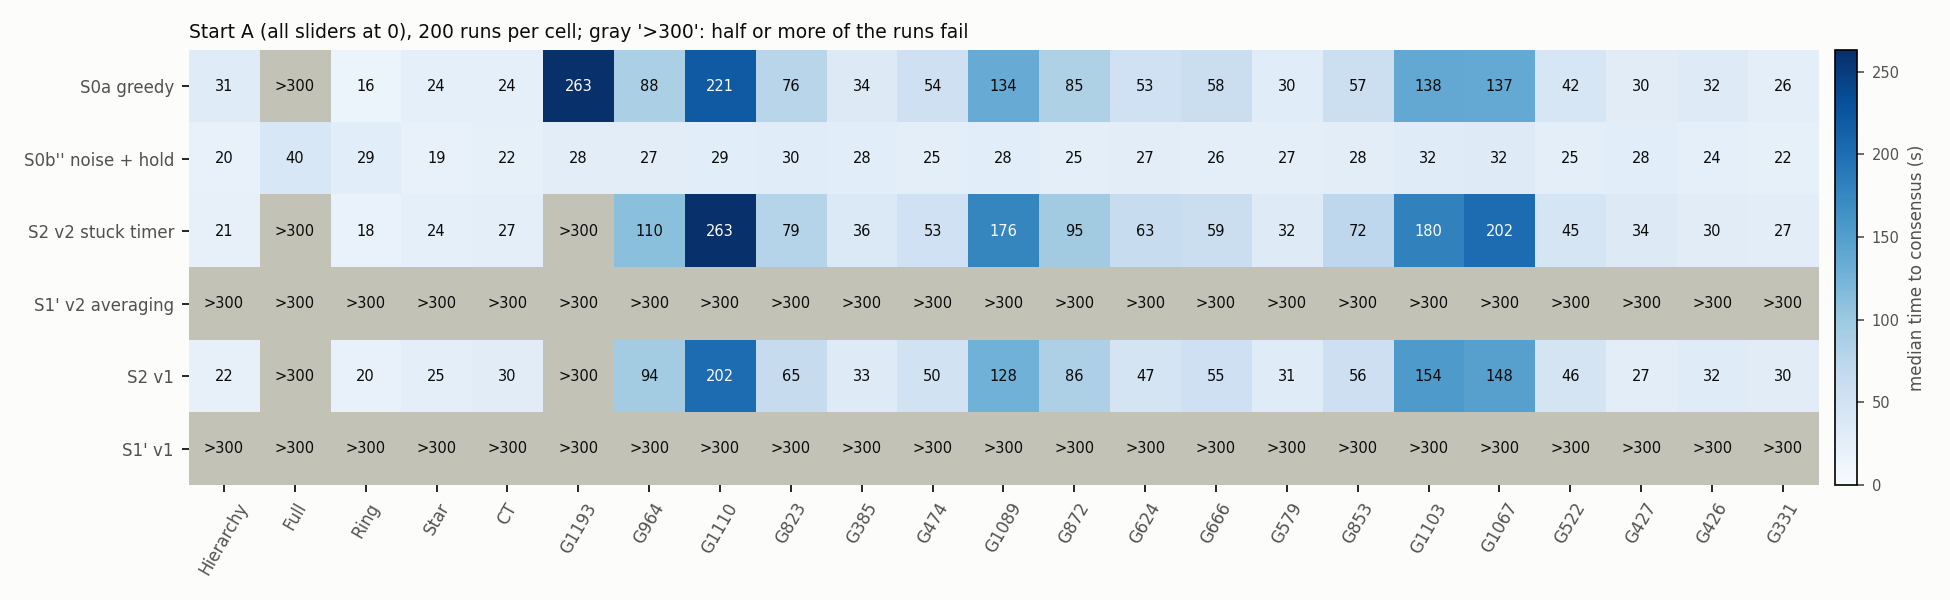 Start A (all sliders at 0), 200 runs per cell; gray '>300': half or more of the runs fail
S0a greedy 31 >300 16 24 24 263 88 221 76 34 54 134 85 53 58 30 57 138 137 42 30 32 26
S0b'' noise + hold 20 40 29 19 22 28 27 29 30 28 25 28 25 27 26 27 28 32 32 25 28 24 22
S2 v2 stuck timer 21 >300 18 24 27 >300 110 263 79 36 53 176 95 63 59 32 72 180 202 45 34 30 27
S1' v2 averaging >300 >300 >300 >300 >300 >300 >300 >300 >300 >300 >300 >300 >300 >300 >300 >300 >300 >300 >300 >300 >300 >300 >300
S2 v1 22 >300 20 25 30 >300 94 202 65 33 50 128 86 47 55 31 56 154 148 46 27 32 30
S1' v1 >300 >300 >300 >300 >300 >300 >300 >300 >300 >300 >300 >300 >300 >300 >300 >300 >300 >300 >300 >300 >300 >300 >300
Hierarchy Full Ring Star CT G1193 G964 G1110 G823 G385 G474 G1089 G872 G624 G666 G579 G853 G1103 G1067 G522 G427 G426 G331
250
200
150
100
50
0
median time to consensus (s)